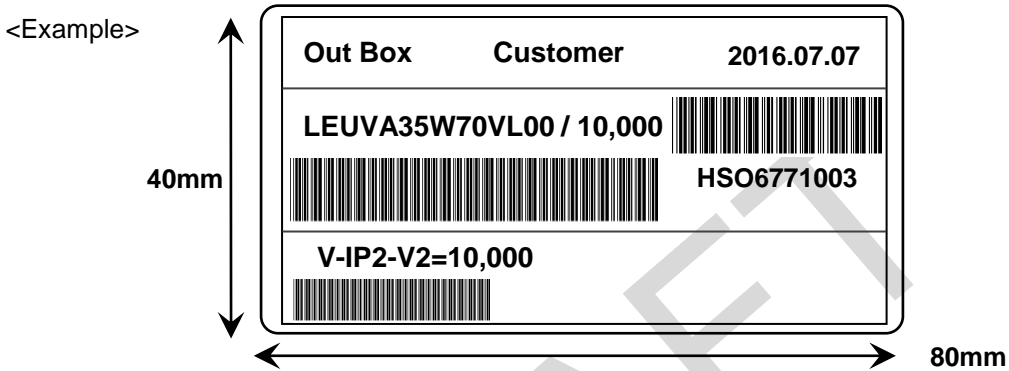 <Example>
Out Box Customer 2016.07.07
LEUVA35W70VL00 / 10,000
HSO6771003
40mm
V-IP2-V2=10,000
80mm